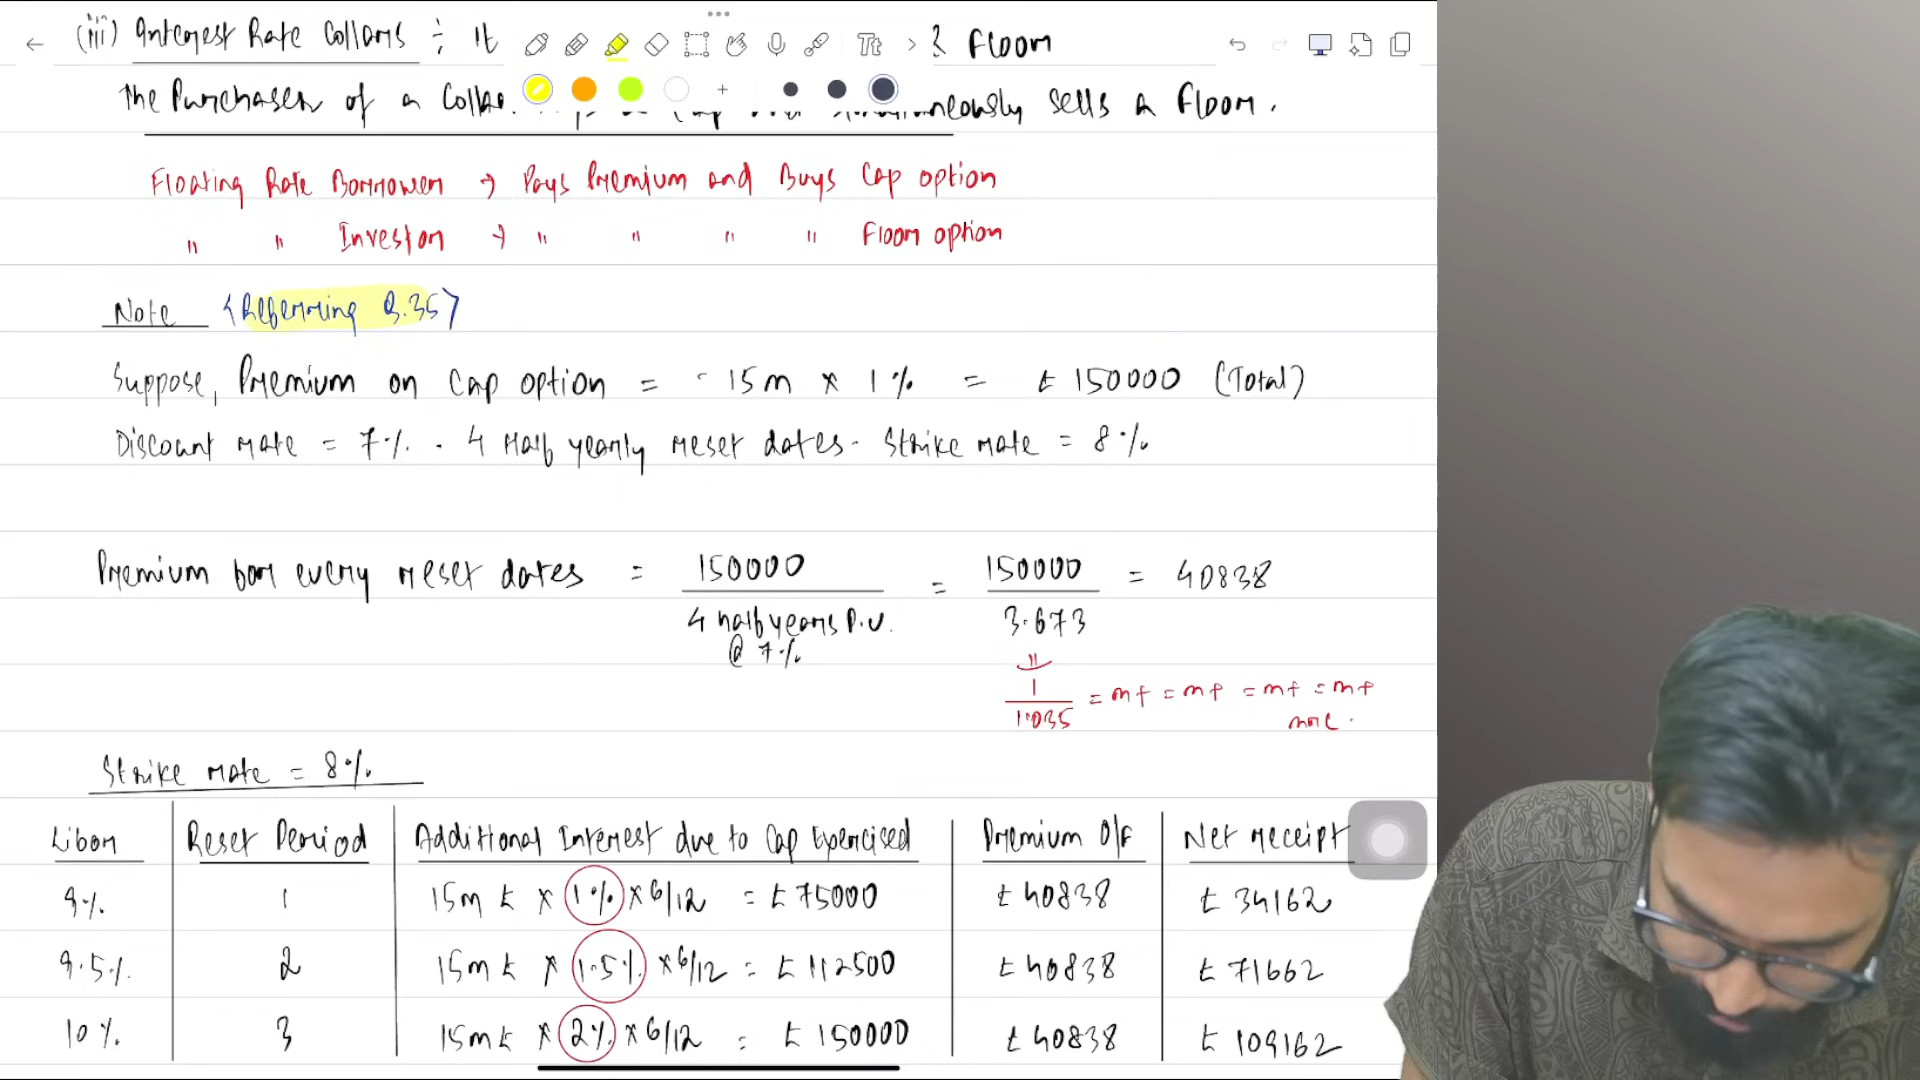 (iii) Interest Rate Collars :- It & Floor
Tt
The Purchaser of a Collar simultaneously sells a Floor.
Floating Rate Borrower → Pays Premium and Buys Cap option
" " Investor → " " " " Floor option
Note {Referring Q.35}
Suppose, Premium on Cap option = 15m × 1% = £ 150000 (Total)
Discount rate = 7%. 4 Half yearly reset dates. Strike rate = 8%
Premium for every reset dates = 150000 / 4 half years P.V. @ 7% = 150000 / 3.673 = 40838
1 / 1.035 = m+ = m+ = m+ = m+
mrc.
Strike rate = 8%
Libor Reset Period Additional Interest due to Cap Exercised Premium O/F Net receipt
9% 1 15m £ × 1% × 6/12 = £ 75000 £ 40838 £ 34162
9.5% 2 15m £ × 1.5% × 6/12 = £ 112500 £ 40838 £ 71662
10% 3 15m £ × 2% × 6/12 = £ 150000 £ 40838 £ 109162